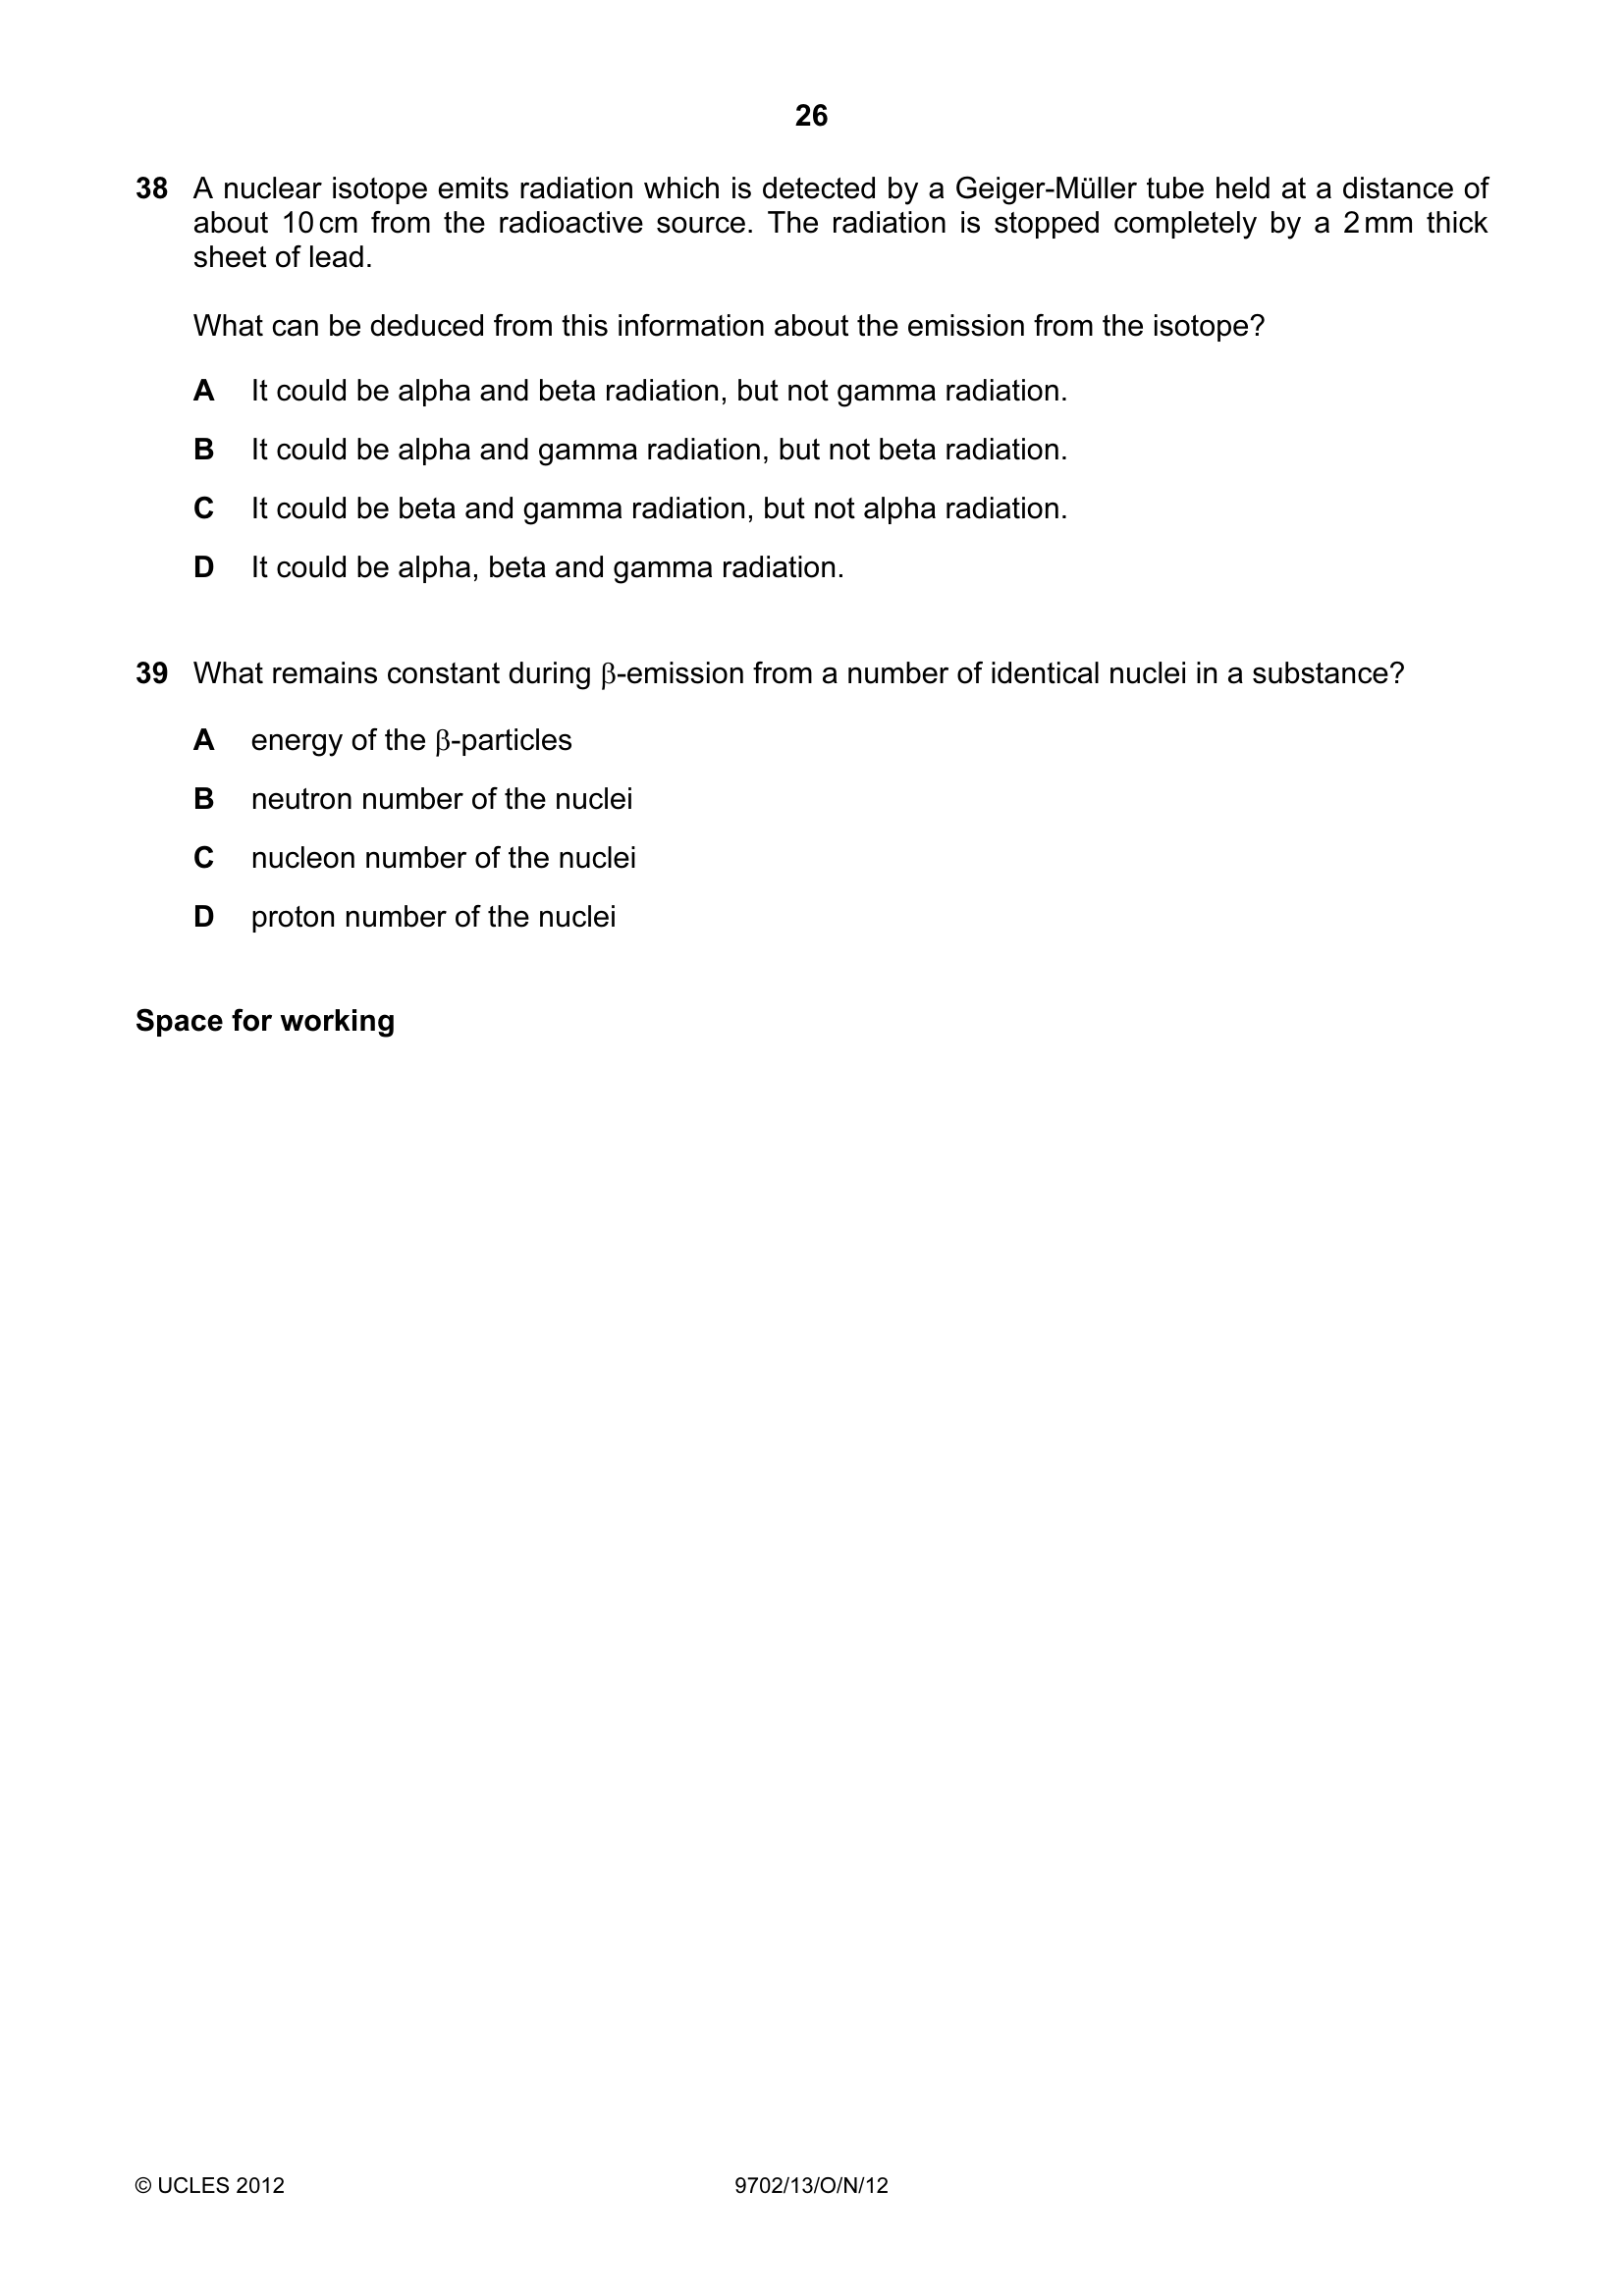 26
38 A nuclear isotope emits radiation which is detected by a Geiger-Müller tube held at a distance of
about 10 cm from the radioactive source. The radiation is stopped completely by a 2 mm thick
sheet of lead.
What can be deduced from this information about the emission from the isotope?
A It could be alpha and beta radiation, but not gamma radiation.
B It could be alpha and gamma radiation, but not beta radiation.
C It could be beta and gamma radiation, but not alpha radiation.
D It could be alpha, beta and gamma radiation.
39 What remains constant during β-emission from a number of identical nuclei in a substance?
A energy of the β-particles
B neutron number of the nuclei
C nucleon number of the nuclei
D proton number of the nuclei
Space for working
© UCLES 2012 9702/13/O/N/12